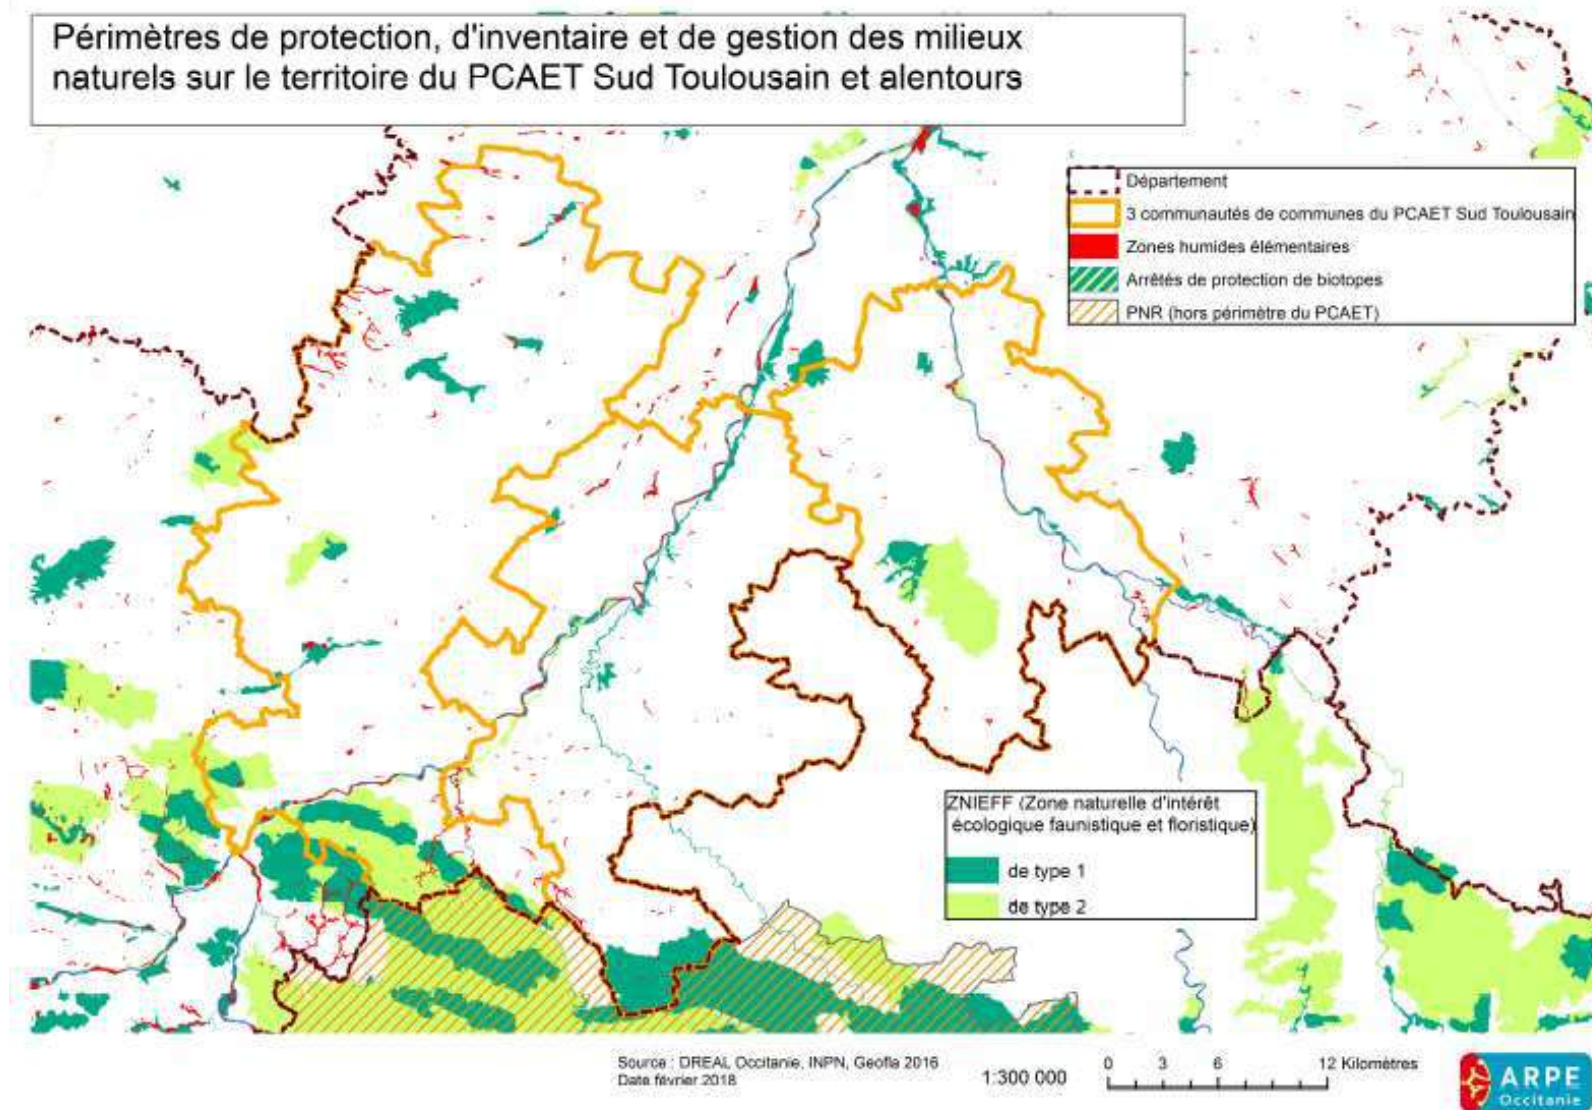 Périmètres de protection, d'inventaire et de gestion des milieux
naturels sur le territoire du PCAET Sud Toulousain et alentours
Département
3 communautés de communes du PCAET Sud Toulousain
Zones humides élémentaires
Arrêtés de protection de biotopes
PNR (hors périmètre du PCAET)
ZNIEFF (Zone naturelle d'intérêt
écologique faunistique et floristique)
de type 1
de type 2
Source : DREAL Occitanie, INPN, Geofla 2016
Date février 2018
1:300 000
0 3 6 12 Kilomètres
ARPE
Occitanie